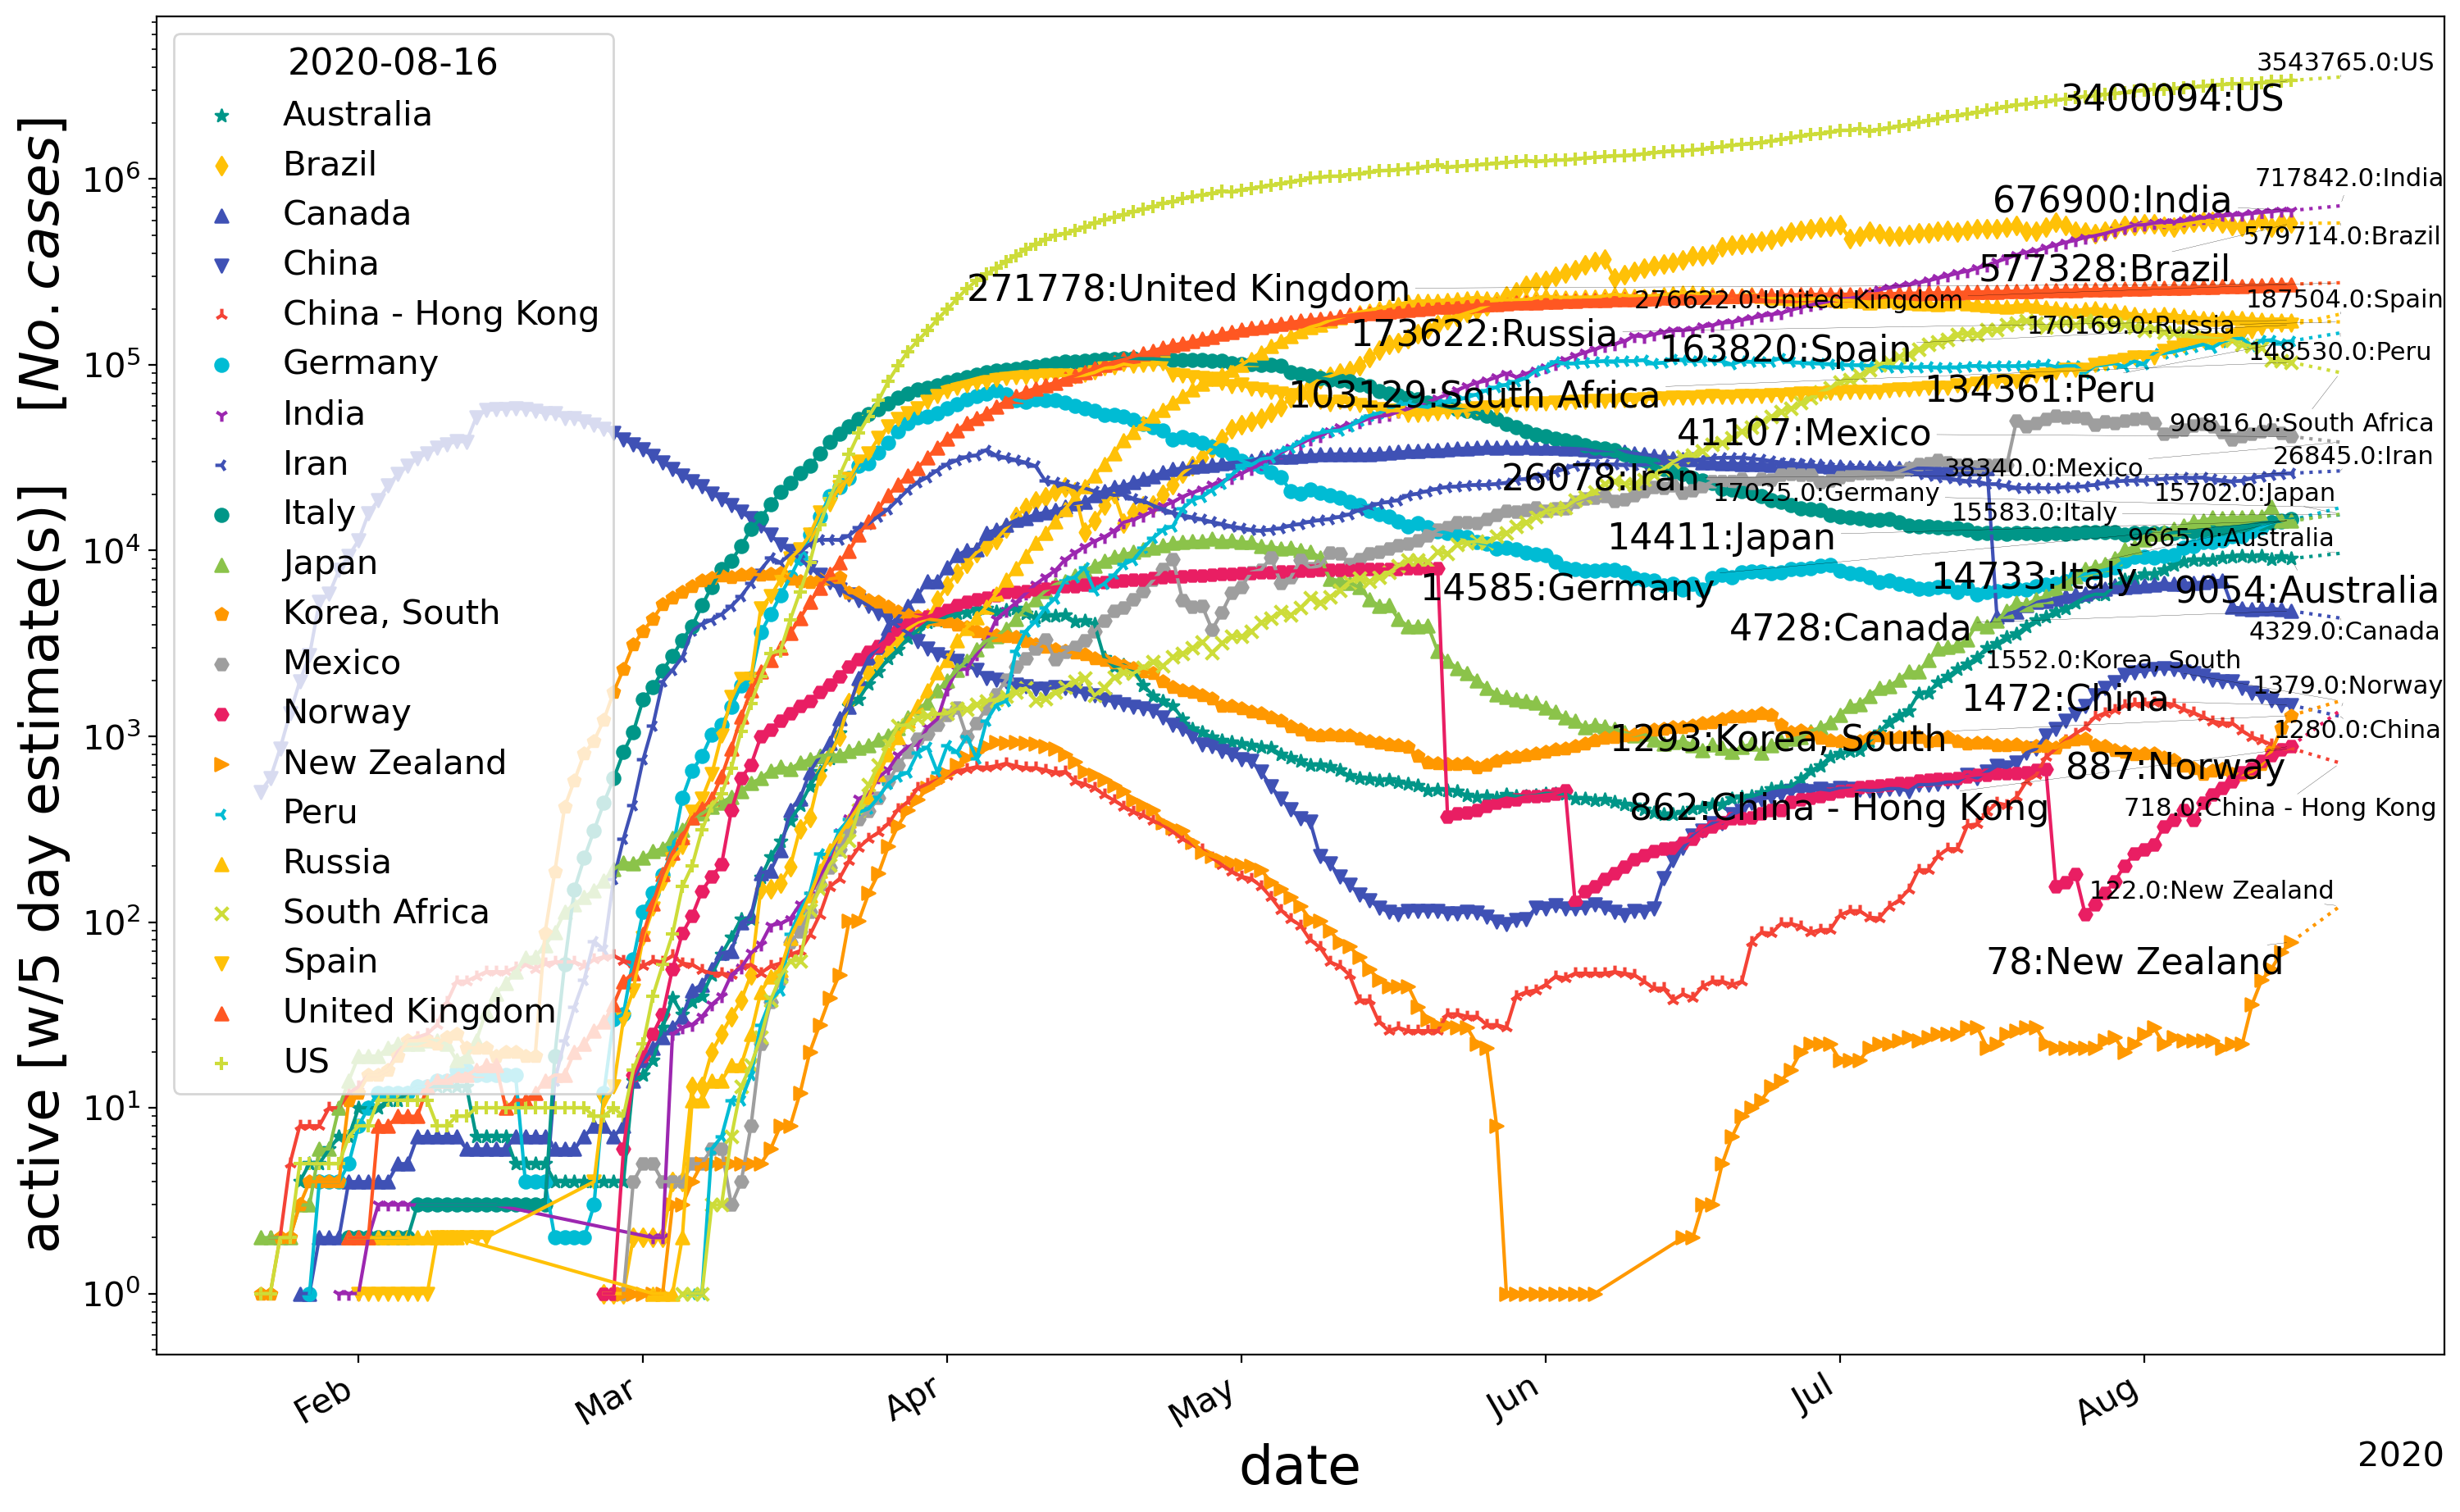 active [w/5 day estimate(s)]   [No. cases]
10^6
10^5
10^4
10^3
10^2
10^1
10^0
2020-08-16
Australia
Brazil
Canada
China
China - Hong Kong
Germany
India
Iran
Italy
Japan
Korea, South
Mexico
Norway
New Zealand
Peru
Russia
South Africa
Spain
United Kingdom
US
3543765.0:US
3400094:US
717842.0:India
676900:India
579714.0:Brazil
577328:Brazil
271778:United Kingdom
276622.0:United Kingdom
187504.0:Spain
173622:Russia
170169.0:Russia
163820:Spain
148530.0:Peru
134361:Peru
103129:South Africa
90816.0:South Africa
41107:Mexico
38340.0:Mexico
26845.0:Iran
26078:Iran
17025.0:Germany
15702.0:Japan
15583.0:Italy
14411:Japan
9665.0:Australia
14733:Italy
14585:Germany
9054:Australia
4728:Canada
4329.0:Canada
1552.0:Korea, South
1379.0:Norway
1472:China
1280.0:China
1293:Korea, South
887:Norway
862:China - Hong Kong
718.0:China - Hong Kong
122.0:New Zealand
78:New Zealand
Feb
Mar
Apr
May
Jun
Jul
Aug
2020
date